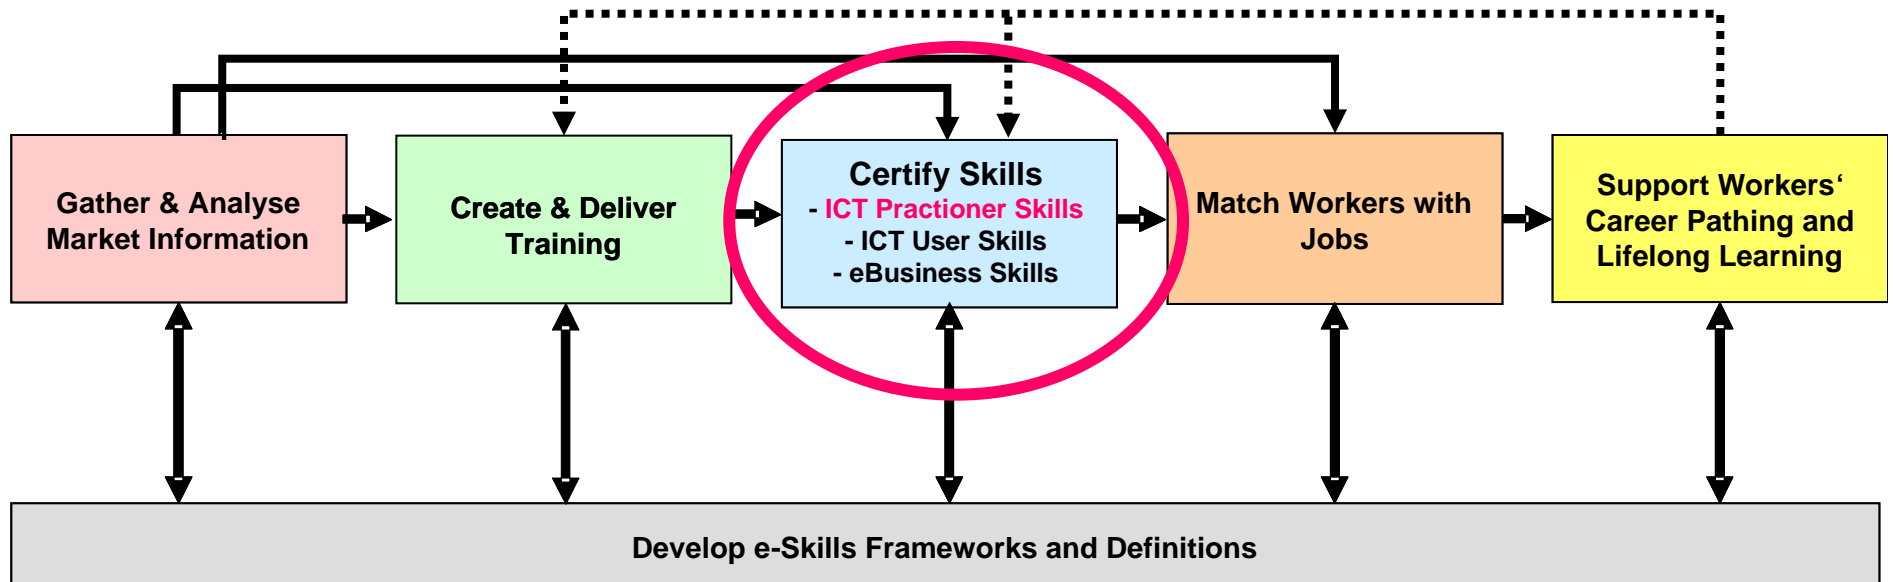 Gather & Analyse
Market Information
Create & Deliver
Training
Certify Skills
- ICT Practioner Skills
- ICT User Skills
- eBusiness Skills
Match Workers with
Jobs
Support Workers‘
Career Pathing and
Lifelong Learning
Develop e-Skills Frameworks and Definitions